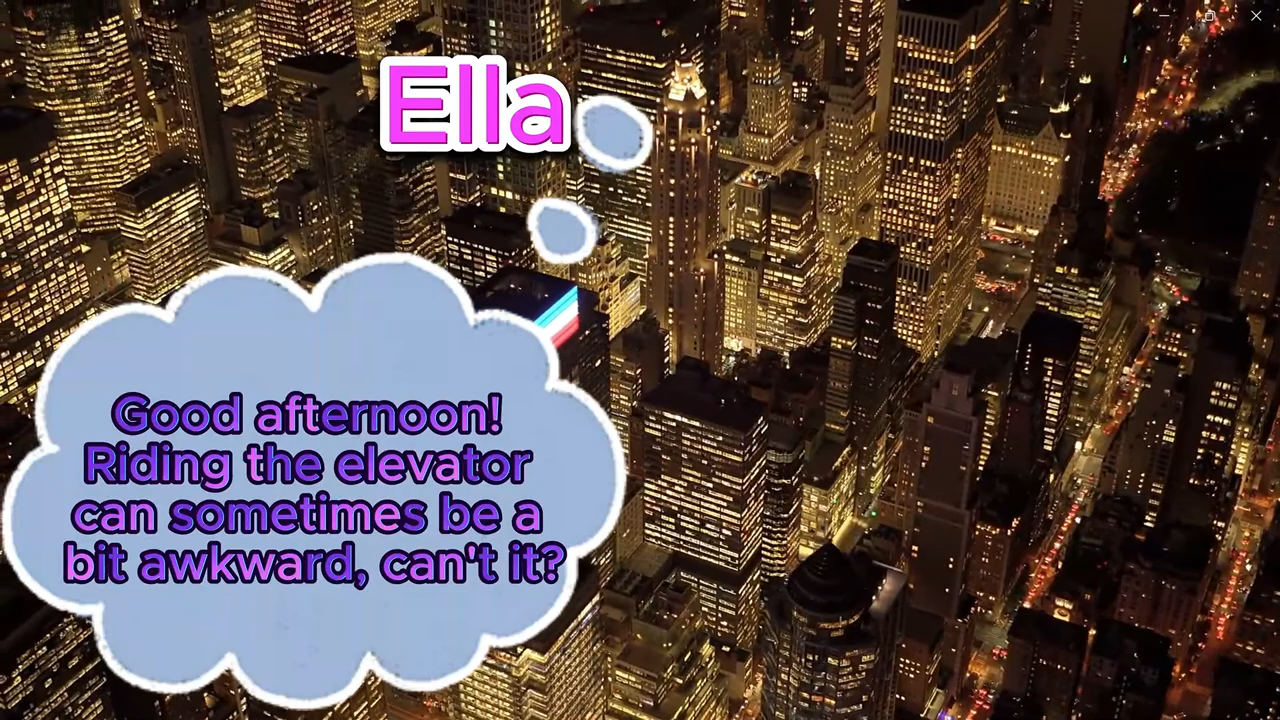 Ella
Good afternoon!
Riding the elevator
can sometimes be a
bit awkward, can't it?